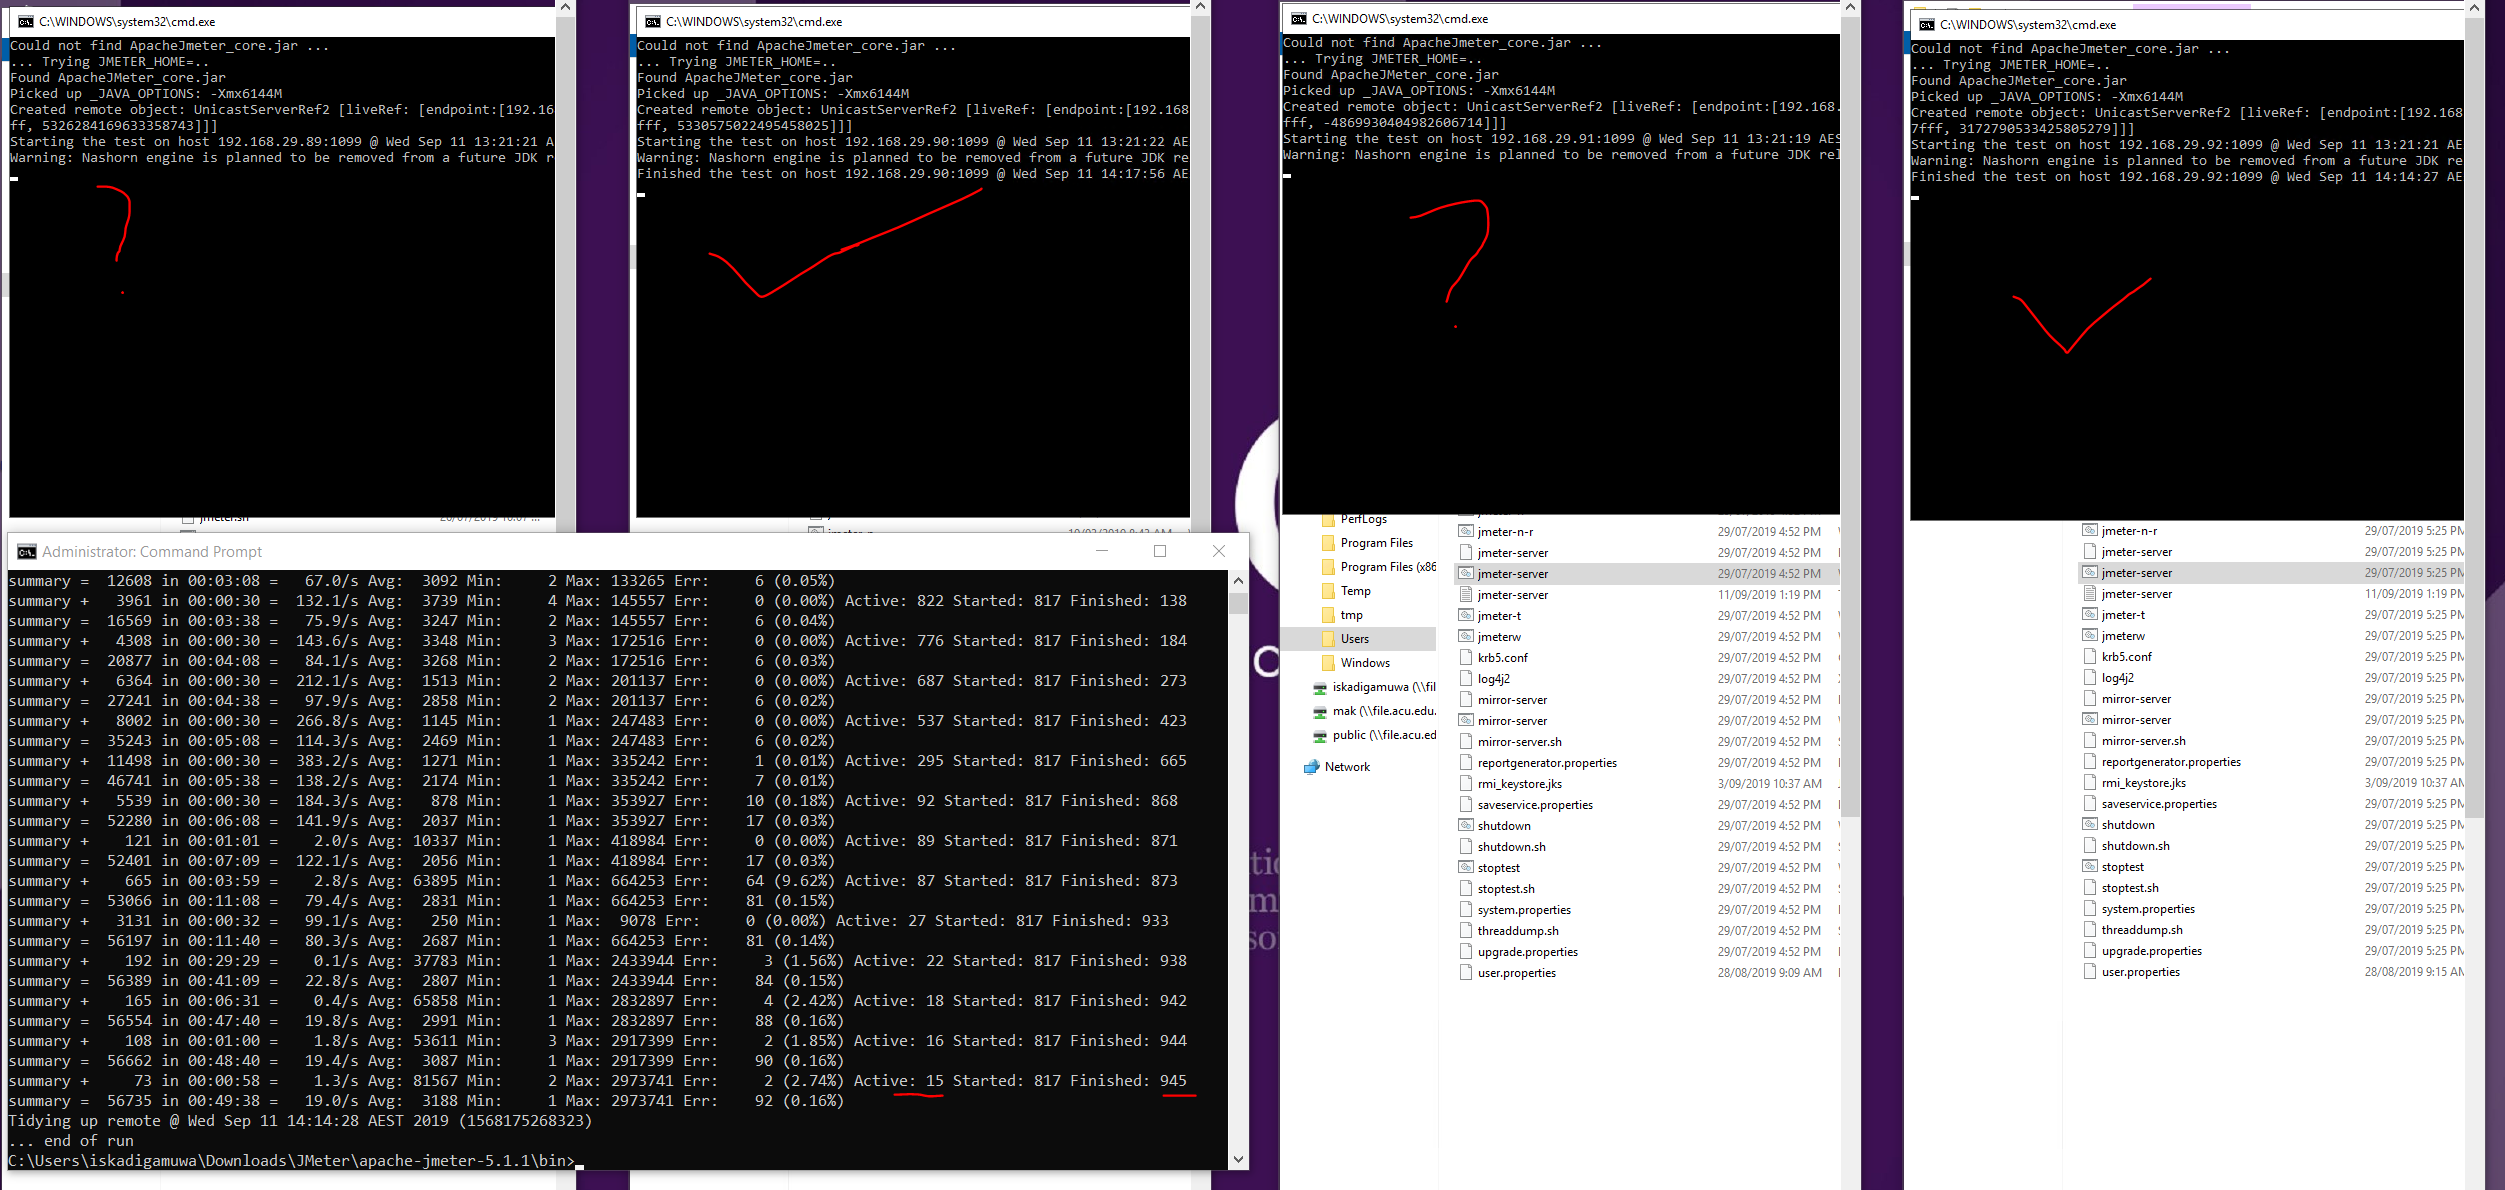 C:\WINDOWS\system32\cmd.exe
Could not find ApacheJmeter_core.jar ...
... Trying JMETER_HOME=..
Found ApacheJMeter_core.jar
Picked up _JAVA_OPTIONS: -Xmx6144M
Created remote object: UnicastServerRef2 [liveRef: [endpoint:[192.16
fff, 5326284169633358743]]]
Starting the test on host 192.168.29.89:1099 @ Wed Sep 11 13:21:21 A
Warning: Nashorn engine is planned to be removed from a future JDK r
?
jmeter.sh
C:\WINDOWS\system32\cmd.exe
Could not find ApacheJmeter_core.jar ...
... Trying JMETER_HOME=..
Found ApacheJMeter_core.jar
Picked up _JAVA_OPTIONS: -Xmx6144M
Created remote object: UnicastServerRef2 [liveRef: [endpoint:[192.168
fff, 5330575022495458025]]]
Starting the test on host 192.168.29.90:1099 @ Wed Sep 11 13:21:22 AE
Warning: Nashorn engine is planned to be removed from a future JDK re
Finished the test on host 192.168.29.90:1099 @ Wed Sep 11 14:17:56 AE
C:\WINDOWS\system32\cmd.exe
Could not find ApacheJmeter_core.jar ...
... Trying JMETER_HOME=..
Found ApacheJMeter_core.jar
Picked up _JAVA_OPTIONS: -Xmx6144M
Created remote object: UnicastServerRef2 [liveRef: [endpoint:[192.168.
fff, -4869930404982606714]]]
Starting the test on host 192.168.29.91:1099 @ Wed Sep 11 13:21:19 AES
Warning: Nashorn engine is planned to be removed from a future JDK rel
?
C:\WINDOWS\system32\cmd.exe
Could not find ApacheJmeter_core.jar ...
... Trying JMETER_HOME=..
Found ApacheJMeter_core.jar
Picked up _JAVA_OPTIONS: -Xmx6144M
Created remote object: UnicastServerRef2 [liveRef: [endpoint:[192.168
7fff, 3172790533425805279]]]
Starting the test on host 192.168.29.92:1099 @ Wed Sep 11 13:21:21 AE
Warning: Nashorn engine is planned to be removed from a future JDK re
Finished the test on host 192.168.29.92:1099 @ Wed Sep 11 14:14:27 AE
Administrator: Command Prompt
summary = 12608 in 00:03:08 = 67.0/s Avg: 3092 Min: 2 Max: 133265 Err: 6 (0.05%)
summary + 3961 in 00:00:30 = 132.1/s Avg: 3739 Min: 4 Max: 145557 Err: 0 (0.00%) Active: 822 Started: 817 Finished: 138
summary = 16569 in 00:03:38 = 75.9/s Avg: 3247 Min: 2 Max: 145557 Err: 6 (0.04%)
summary + 4308 in 00:00:30 = 143.6/s Avg: 3348 Min: 3 Max: 172516 Err: 0 (0.00%) Active: 776 Started: 817 Finished: 184
summary = 20877 in 00:04:08 = 84.1/s Avg: 3268 Min: 2 Max: 172516 Err: 6 (0.03%)
summary + 6364 in 00:00:30 = 212.1/s Avg: 1513 Min: 2 Max: 201137 Err: 0 (0.00%) Active: 687 Started: 817 Finished: 273
summary = 27241 in 00:04:38 = 97.9/s Avg: 2858 Min: 2 Max: 201137 Err: 6 (0.02%)
summary + 8002 in 00:00:30 = 266.8/s Avg: 1145 Min: 1 Max: 247483 Err: 0 (0.00%) Active: 537 Started: 817 Finished: 423
summary = 35243 in 00:05:08 = 114.3/s Avg: 2469 Min: 1 Max: 247483 Err: 6 (0.02%)
summary + 11498 in 00:00:30 = 383.2/s Avg: 1271 Min: 1 Max: 335242 Err: 1 (0.01%) Active: 295 Started: 817 Finished: 665
summary = 46741 in 00:05:38 = 138.2/s Avg: 2174 Min: 1 Max: 335242 Err: 7 (0.01%)
summary + 5539 in 00:00:30 = 184.3/s Avg: 878 Min: 1 Max: 353927 Err: 10 (0.18%) Active: 92 Started: 817 Finished: 868
summary = 52280 in 00:06:08 = 141.9/s Avg: 2037 Min: 1 Max: 353927 Err: 17 (0.03%)
summary + 121 in 00:01:01 = 2.0/s Avg: 10337 Min: 1 Max: 418984 Err: 0 (0.00%) Active: 89 Started: 817 Finished: 871
summary = 52401 in 00:07:09 = 122.1/s Avg: 2056 Min: 1 Max: 418984 Err: 17 (0.03%)
summary + 665 in 00:03:59 = 2.8/s Avg: 63895 Min: 1 Max: 664253 Err: 64 (9.62%) Active: 87 Started: 817 Finished: 873
summary = 53066 in 00:11:08 = 79.4/s Avg: 2831 Min: 1 Max: 664253 Err: 81 (0.15%)
summary + 3131 in 00:00:32 = 99.1/s Avg: 250 Min: 1 Max: 9078 Err: 0 (0.00%) Active: 27 Started: 817 Finished: 933
summary = 56197 in 00:11:40 = 80.3/s Avg: 2687 Min: 1 Max: 664253 Err: 81 (0.14%)
summary + 192 in 00:29:29 = 0.1/s Avg: 37783 Min: 1 Max: 2433944 Err: 3 (1.56%) Active: 22 Started: 817 Finished: 938
summary = 56389 in 00:41:09 = 22.8/s Avg: 2807 Min: 1 Max: 2433944 Err: 84 (0.15%)
summary + 165 in 00:06:31 = 0.4/s Avg: 65858 Min: 1 Max: 2832897 Err: 4 (2.42%) Active: 18 Started: 817 Finished: 942
summary = 56554 in 00:47:40 = 19.8/s Avg: 2991 Min: 1 Max: 2832897 Err: 88 (0.16%)
summary + 108 in 00:01:00 = 1.8/s Avg: 53611 Min: 3 Max: 2917399 Err: 2 (1.85%) Active: 16 Started: 817 Finished: 944
summary = 56662 in 00:48:40 = 19.4/s Avg: 3087 Min: 1 Max: 2917399 Err: 90 (0.16%)
summary + 73 in 00:00:58 = 1.3/s Avg: 81567 Min: 2 Max: 2973741 Err: 2 (2.74%) Active: 15 Started: 817 Finished: 945
summary = 56735 in 00:49:38 = 19.0/s Avg: 3188 Min: 1 Max: 2973741 Err: 92 (0.16%)
Tidying up remote @ Wed Sep 11 14:14:28 AEST 2019 (1568175268323)
... end of run
C:\Users\iskadigamuwa\Downloads\JMeter\apache-jmeter-5.1.1\bin>
PerfLogs
Program Files
Program Files (x86
Temp
tmp
Users
Windows
iskadigamuwa (\\fil
mak (\\file.acu.edu.
public (\\file.acu.ed
Network
jmeter-n-r 29/07/2019 4:52 PM
jmeter-server 29/07/2019 4:52 PM
jmeter-server 29/07/2019 4:52 PM
jmeter-server 11/09/2019 1:19 PM
jmeter-t 29/07/2019 4:52 PM
jmeterw 29/07/2019 4:52 PM
krb5.conf 29/07/2019 4:52 PM
log4j2 29/07/2019 4:52 PM
mirror-server 29/07/2019 4:52 PM
mirror-server 29/07/2019 4:52 PM
mirror-server.sh 29/07/2019 4:52 PM
reportgenerator.properties 29/07/2019 4:52 PM
rmi_keystore.jks 3/09/2019 10:37 AM
saveservice.properties 29/07/2019 4:52 PM
shutdown 29/07/2019 4:52 PM
shutdown.sh 29/07/2019 4:52 PM
stoptest 29/07/2019 4:52 PM
stoptest.sh 29/07/2019 4:52 PM
system.properties 29/07/2019 4:52 PM
threaddump.sh 29/07/2019 4:52 PM
upgrade.properties 29/07/2019 4:52 PM
user.properties 28/08/2019 9:09 AM
jmeter-n-r 29/07/2019 5:25 PM
jmeter-server 29/07/2019 5:25 PM
jmeter-server 29/07/2019 5:25 PM
jmeter-server 11/09/2019 1:19 PM
jmeter-t 29/07/2019 5:25 PM
jmeterw 29/07/2019 5:25 PM
krb5.conf 29/07/2019 5:25 PM
log4j2 29/07/2019 5:25 PM
mirror-server 29/07/2019 5:25 PM
mirror-server 29/07/2019 5:25 PM
mirror-server.sh 29/07/2019 5:25 PM
reportgenerator.properties 29/07/2019 5:25 PM
rmi_keystore.jks 3/09/2019 10:37 AM
saveservice.properties 29/07/2019 5:25 PM
shutdown 29/07/2019 5:25 PM
shutdown.sh 29/07/2019 5:25 PM
stoptest 29/07/2019 5:25 PM
stoptest.sh 29/07/2019 5:25 PM
system.properties 29/07/2019 5:25 PM
threaddump.sh 29/07/2019 5:25 PM
upgrade.properties 29/07/2019 5:25 PM
user.properties 28/08/2019 9:15 AM